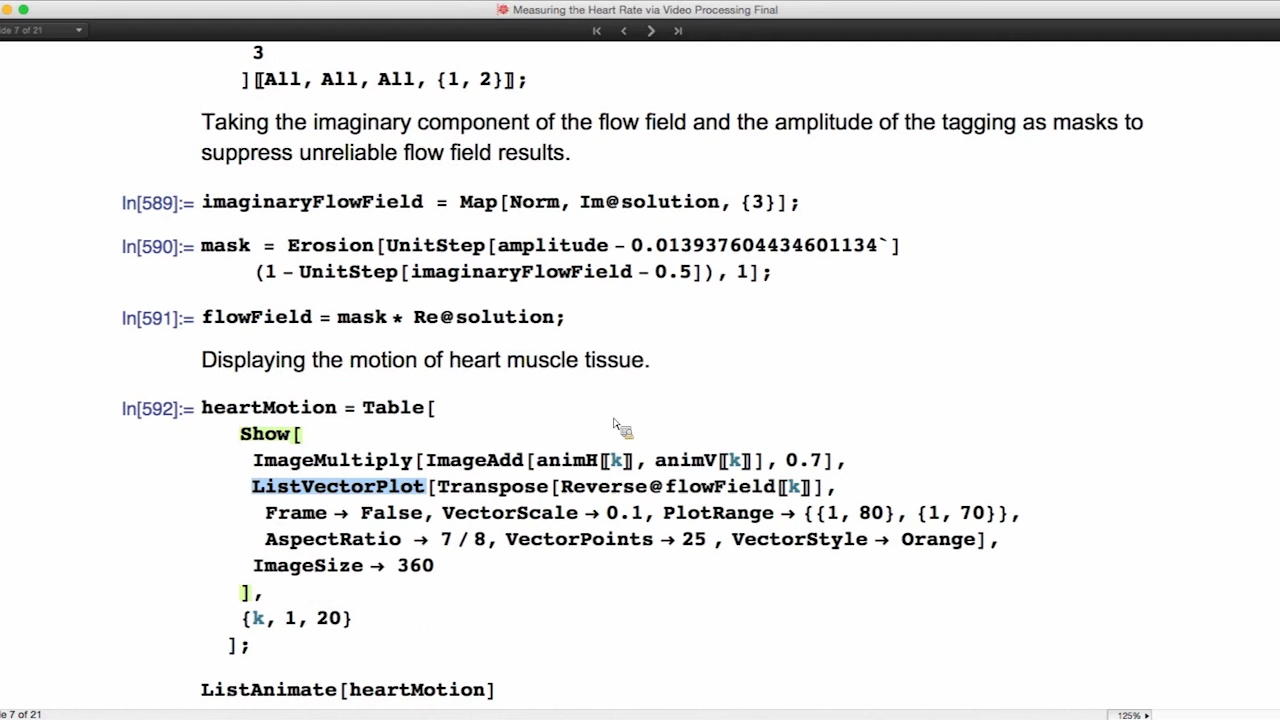 Measuring the Heart Rate via Video Processing Final
de 7 of 21
3
]〚All, All, All, {1, 2}〛;
Taking the imaginary component of the flow field and the amplitude of the tagging as masks to
suppress unreliable flow field results.
In[589]:= imaginaryFlowField = Map[Norm, Im@solution, {3}];
In[590]:= mask = Erosion[UnitStep[amplitude - 0.013937604434601134`]
(1 - UnitStep[imaginaryFlowField - 0.5]), 1];
In[591]:= flowField = mask * Re@solution;
Displaying the motion of heart muscle tissue.
In[592]:= heartMotion = Table[
Show[
ImageMultiply[ImageAdd[animH〚k〛, animV〚k〛], 0.7],
ListVectorPlot[Transpose[Reverse@flowField〚k〛],
Frame → False, VectorScale → 0.1, PlotRange → {{1, 80}, {1, 70}},
AspectRatio → 7 / 8, VectorPoints → 25 , VectorStyle → Orange],
ImageSize → 360
],
{k, 1, 20}
];
ListAnimate[heartMotion]
de 7 of 21
125%